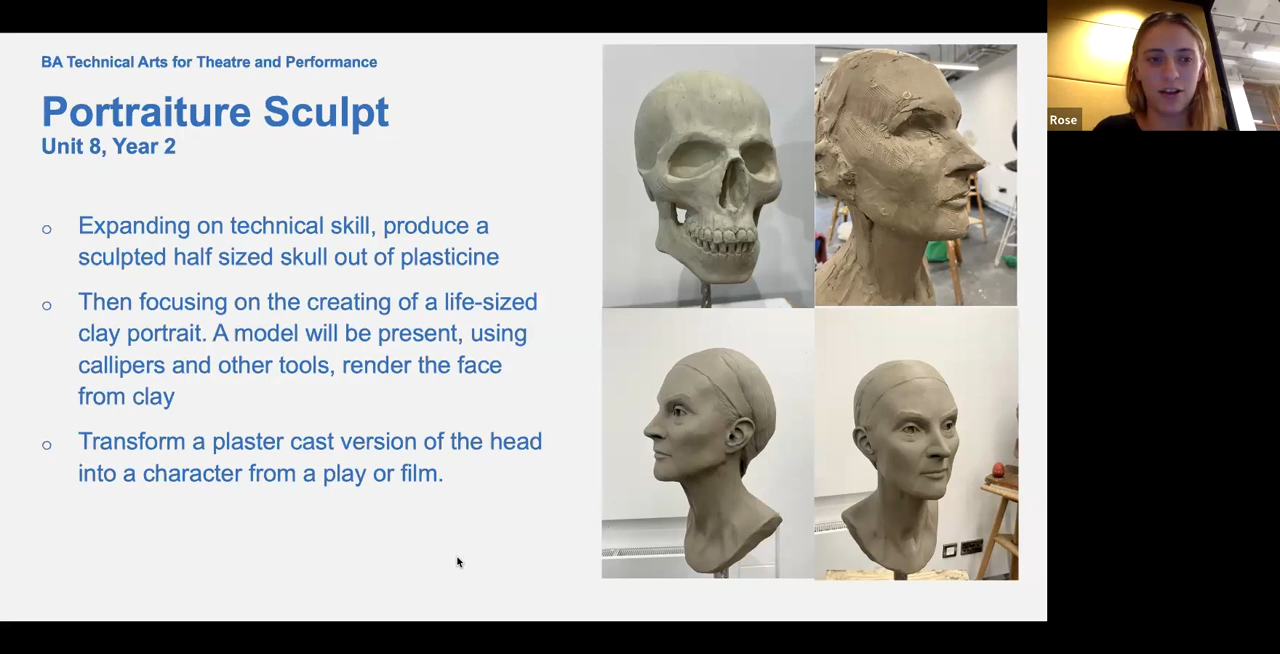 BA Technical Arts for Theatre and Performance
Portraiture Sculpt
Unit 8, Year 2
o Expanding on technical skill, produce a
sculpted half sized skull out of plasticine
o Then focusing on the creating of a life-sized
clay portrait. A model will be present, using
callipers and other tools, render the face
from clay
o Transform a plaster cast version of the head
into a character from a play or film.
Rose